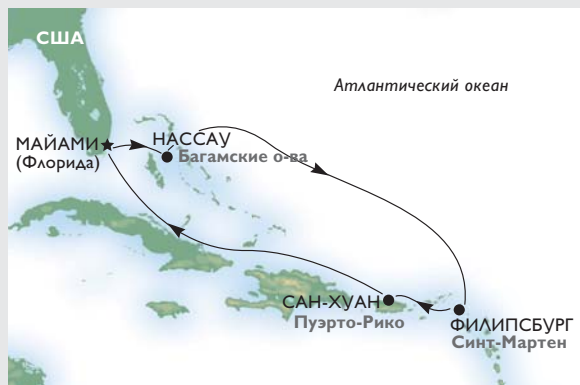 США
Атлантический океан
МАЙАМИ
(Флорида)
НАССАУ
Багамские о-ва
САН-ХУАН
Пуэрто-Рико
ФИЛИПСБУРГ
Синт-Мартен